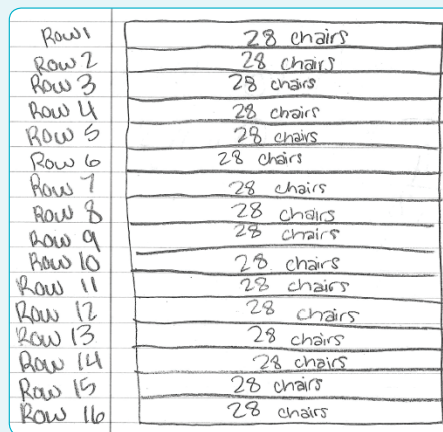 Row 1 28 chairs
Row 2 28 chairs
Row 3 28 chairs
Row 4 28 chairs
Row 5 28 chairs
Row 6 28 chairs
Row 7 28 chairs
Row 8 28 chairs
Row 9 28 chairs
Row 10 28 chairs
Row 11 28 chairs
Row 12 28 chairs
Row 13 28 chairs
Row 14 28 chairs
Row 15 28 chairs
Row 16 28 chairs